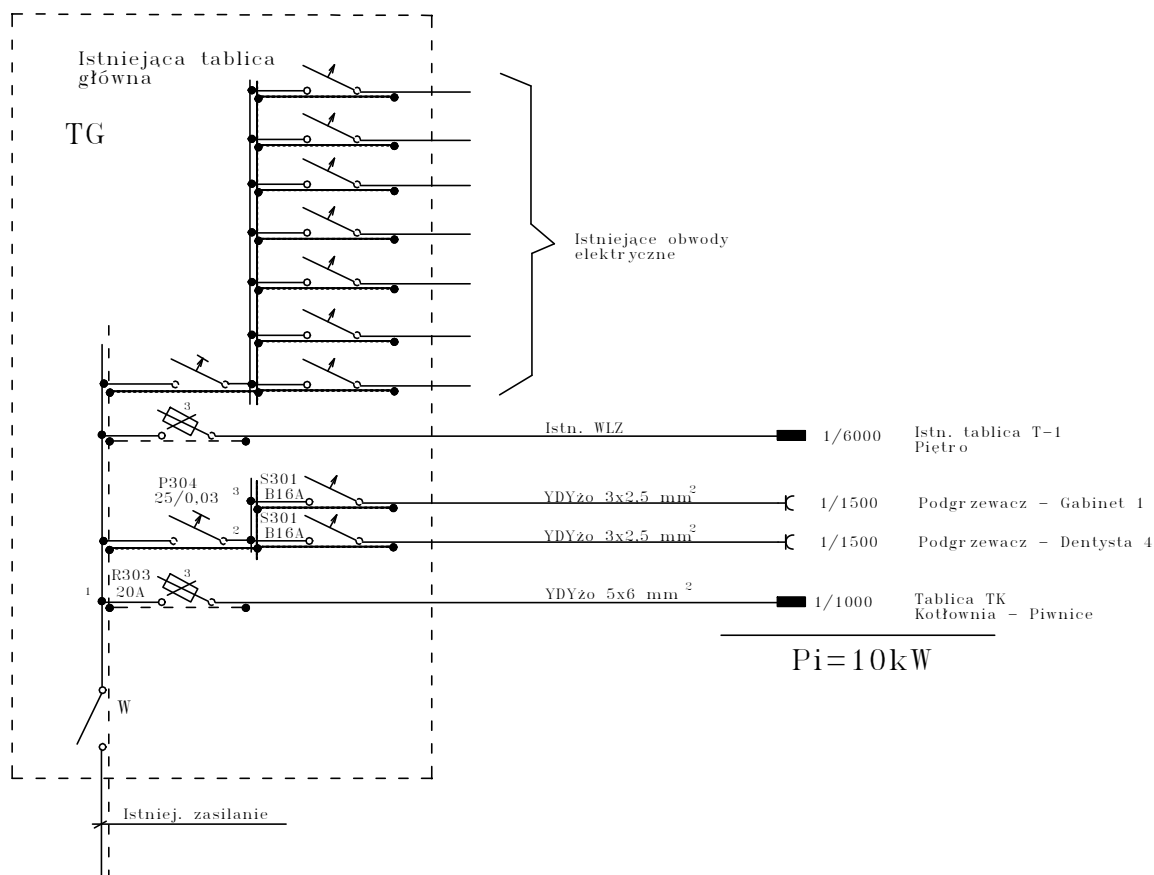 Istniejąca tablica
główna
TG
Istniejące obwody
elektryczne
3
Istn. WLZ
1/6000
Istn. tablica T-1
Piętro
P304
25/0,03
3
S301
B16A
YDYżo 3x2,5 mm²
1/1500
Podgrzewacz - Gabinet 1
2
S301
B16A
YDYżo 3x2,5 mm²
1/1500
Podgrzewacz - Dentysta 4
1
R303
20A
3
YDYżo 5x6 mm²
1/1000
Tablica TK
Kotłownia - Piwnice
Pi=10kW
W
Istniej. zasilanie